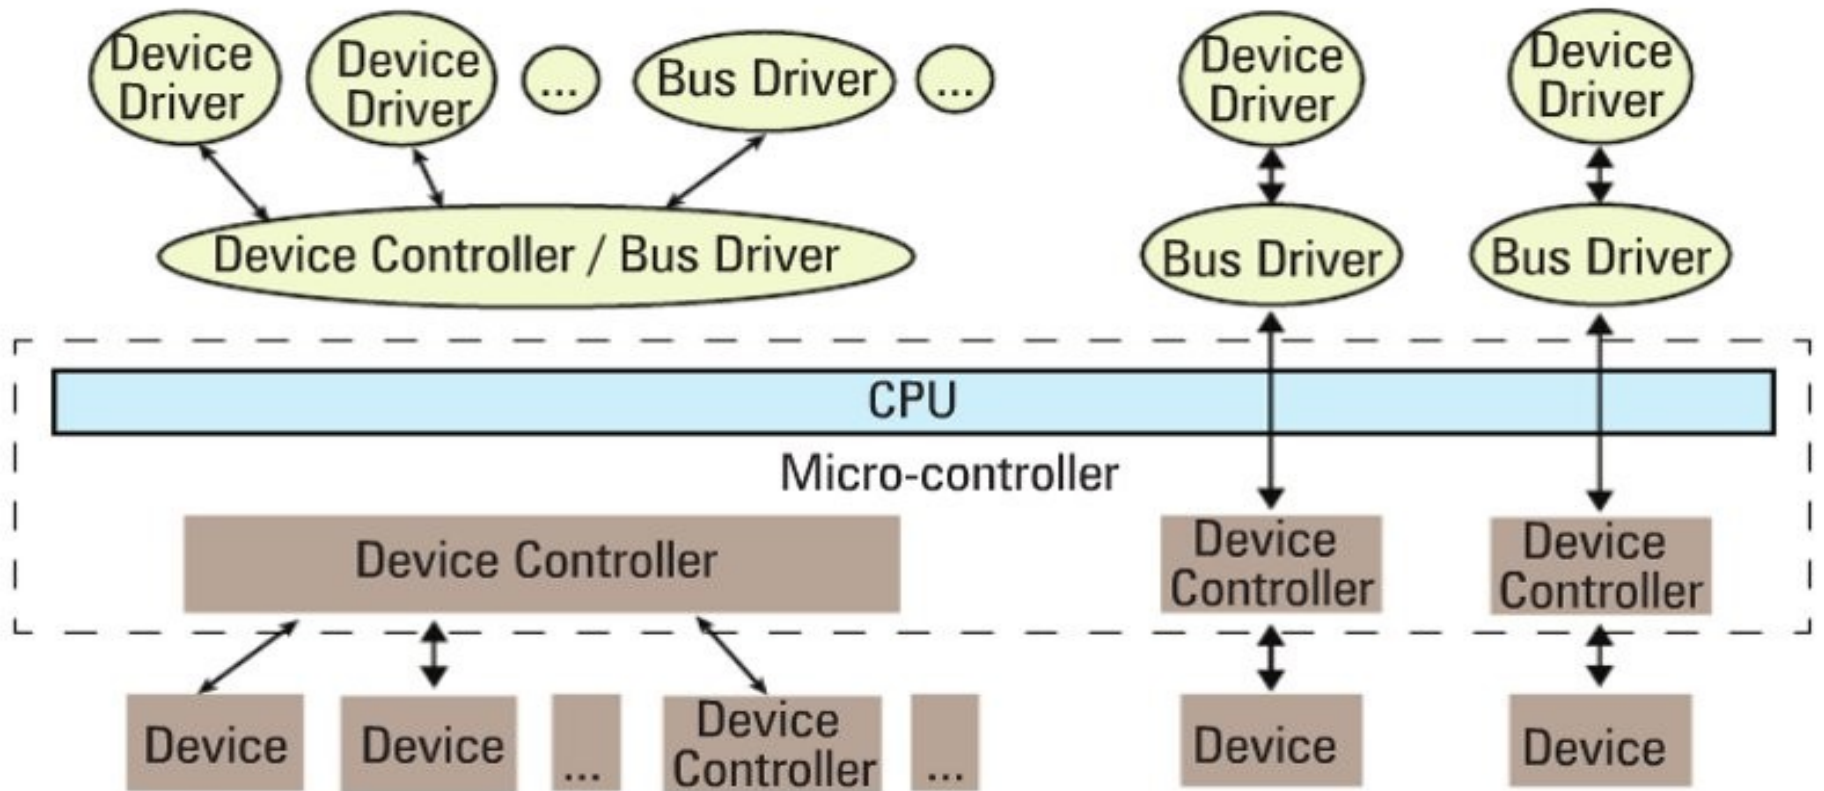 Device
Driver
Device
Driver
...
Bus Driver
...
Device
Driver
Device
Driver
Device Controller / Bus Driver
Bus Driver
Bus Driver
CPU
Micro-controller
Device Controller
Device
Controller
Device
Controller
Device
Device
...
Device
Controller
...
Device
Device